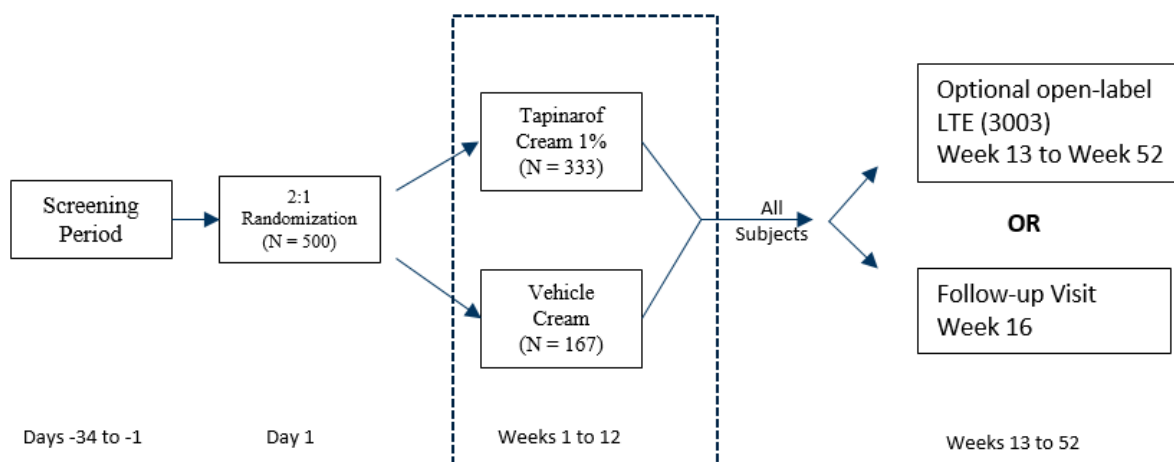 Screening
Period
2:1
Randomization
(N = 500)
Tapinarof
Cream 1%
(N = 333)
Vehicle
Cream
(N = 167)
All
Subjects
Optional open-label
LTE (3003)
Week 13 to Week 52
OR
Follow-up Visit
Week 16
Days -34 to -1
Day 1
Weeks 1 to 12
Weeks 13 to 52